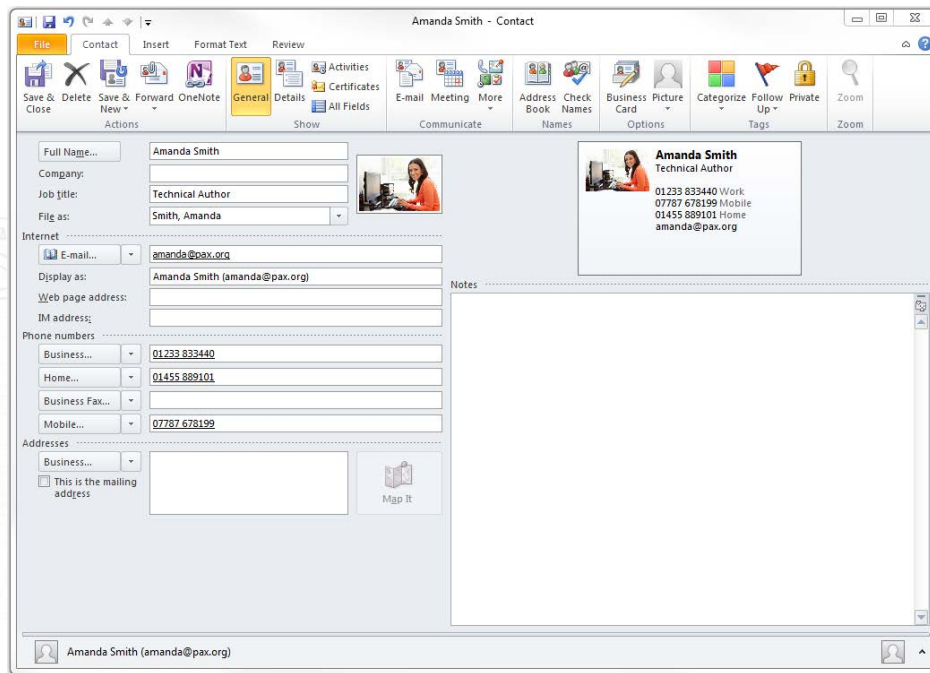 Amanda Smith - Contact
File Contact Insert Format Text Review
Save & Close
Delete
Save & New
Forward
OneNote
General
Details
Activities
Certificates
All Fields
E-mail
Meeting
More
Address Book
Check Names
Business Card
Picture
Categorize
Follow Up
Private
Zoom
Actions Show Communicate Names Options Tags Zoom
Full Name... Amanda Smith
Company:
Job title: Technical Author
File as: Smith, Amanda
Internet
E-mail... amanda@pax.org
Display as: Amanda Smith (amanda@pax.org)
Web page address:
IM address:
Phone numbers
Business... 01233 833440
Home... 01455 889101
Business Fax...
Mobile... 07787 678199
Addresses
Business...
This is the mailing
address
Map It
Amanda Smith
Technical Author
01233 833440 Work
07787 678199 Mobile
01455 889101 Home
amanda@pax.org
Notes
Amanda Smith (amanda@pax.org)